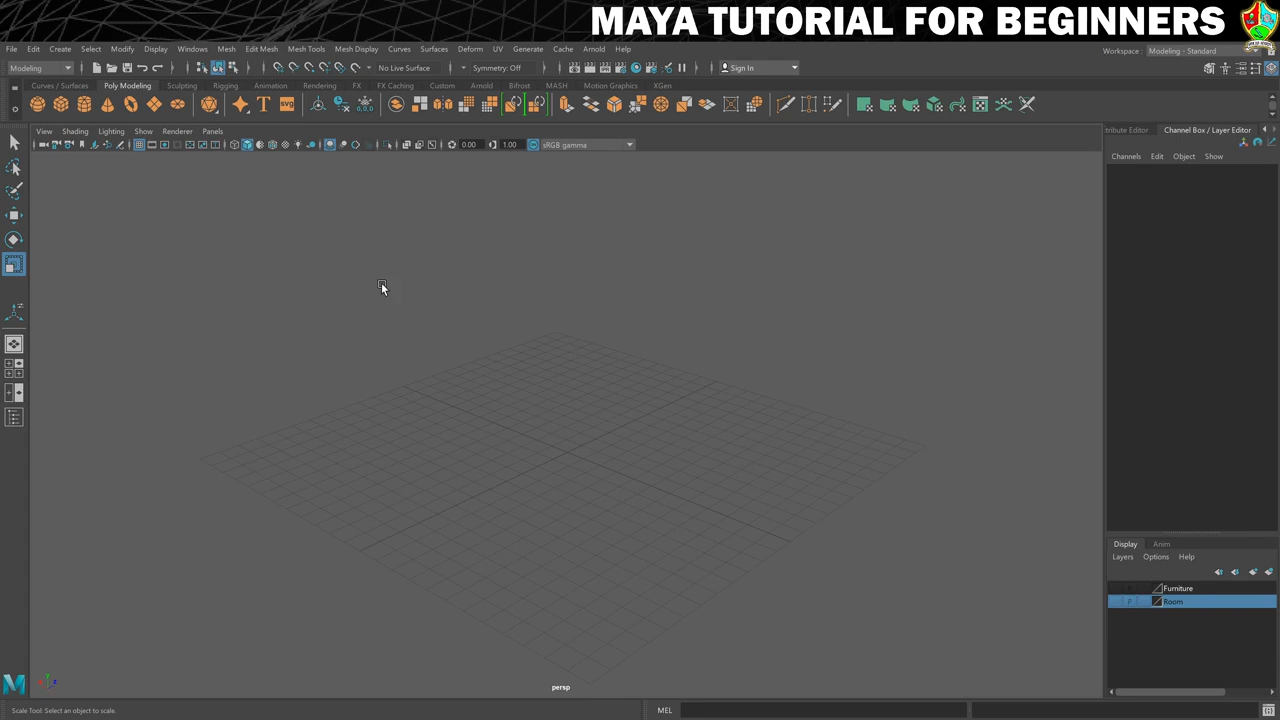 MAYA TUTORIAL FOR BEGINNERS
File Edit Create Select Modify Display Windows Mesh Edit Mesh Mesh Tools Mesh Display Curves Surfaces Deform UV Generate Cache Arnold Help
Workspace : Modeling - Standard
Modeling No Live Surface Symmetry: Off Sign In
Curves / Surfaces Poly Modeling Sculpting Rigging Animation Rendering FX FX Caching Custom Arnold Bifrost MASH Motion Graphics XGen
View Shading Lighting Show Renderer Panels
tribute Editor Channel Box / Layer Editor
0.00 1.00 sRGB gamma
Channels Edit Object Show
Display Anim
Layers Options Help
Furniture
P Room
persp
Scale Tool: Select an object to scale.
MEL